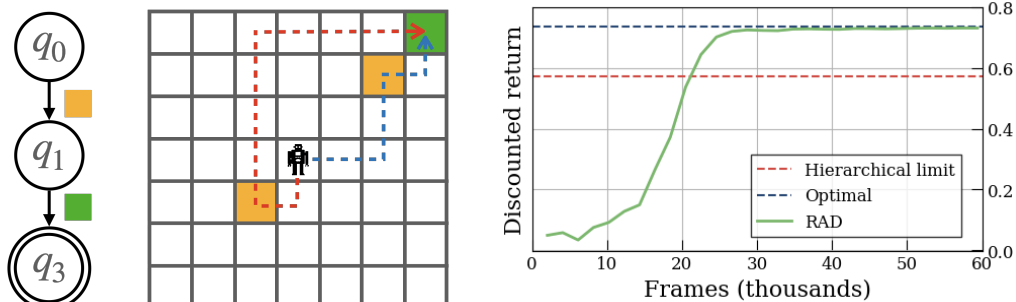 q0
q1
q3
Discounted return
0.8
0.6
0.4
0.2
0.0
Hierarchical limit
Optimal
RAD
0 10 20 30 40 50 60
Frames (thousands)